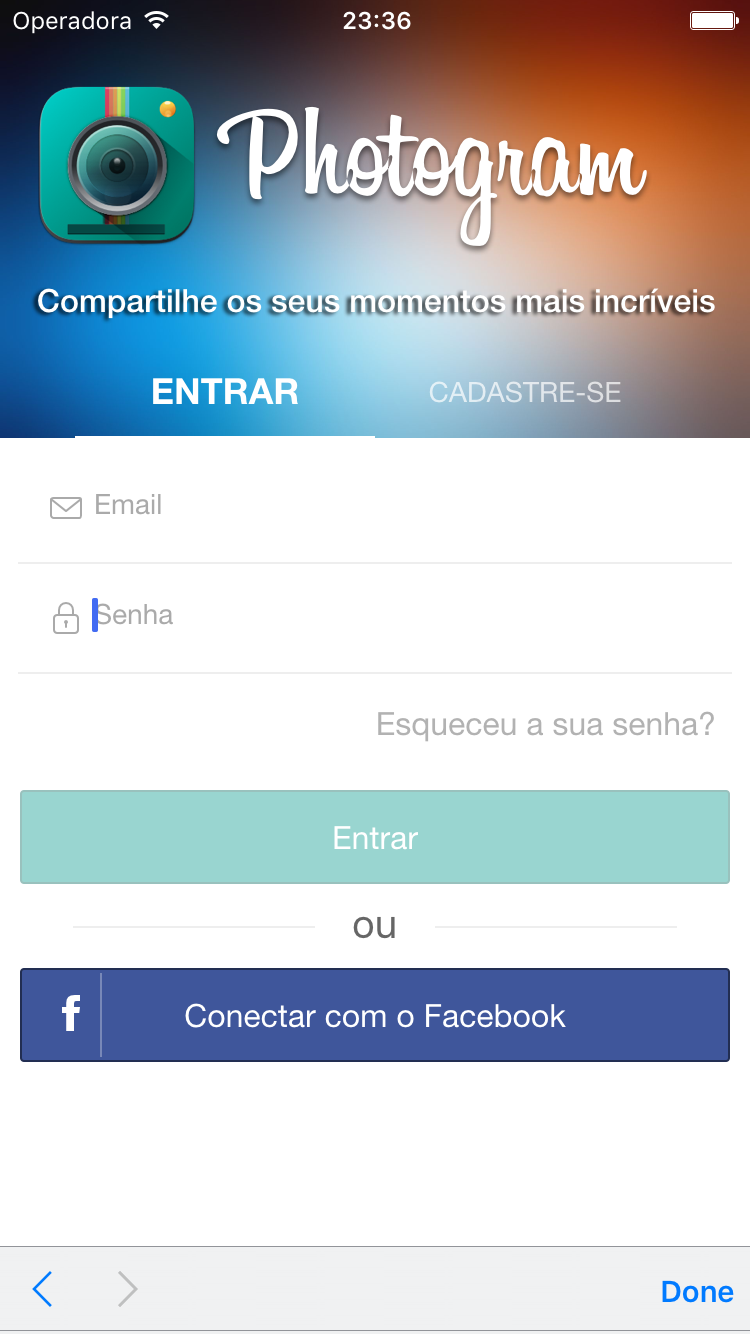 Operadora 23:36
Photogram
Compartilhe os seus momentos mais incríveis
ENTRAR CADASTRE-SE
Email
Senha
Esqueceu a sua senha?
Entrar
ou
f Conectar com o Facebook
Done